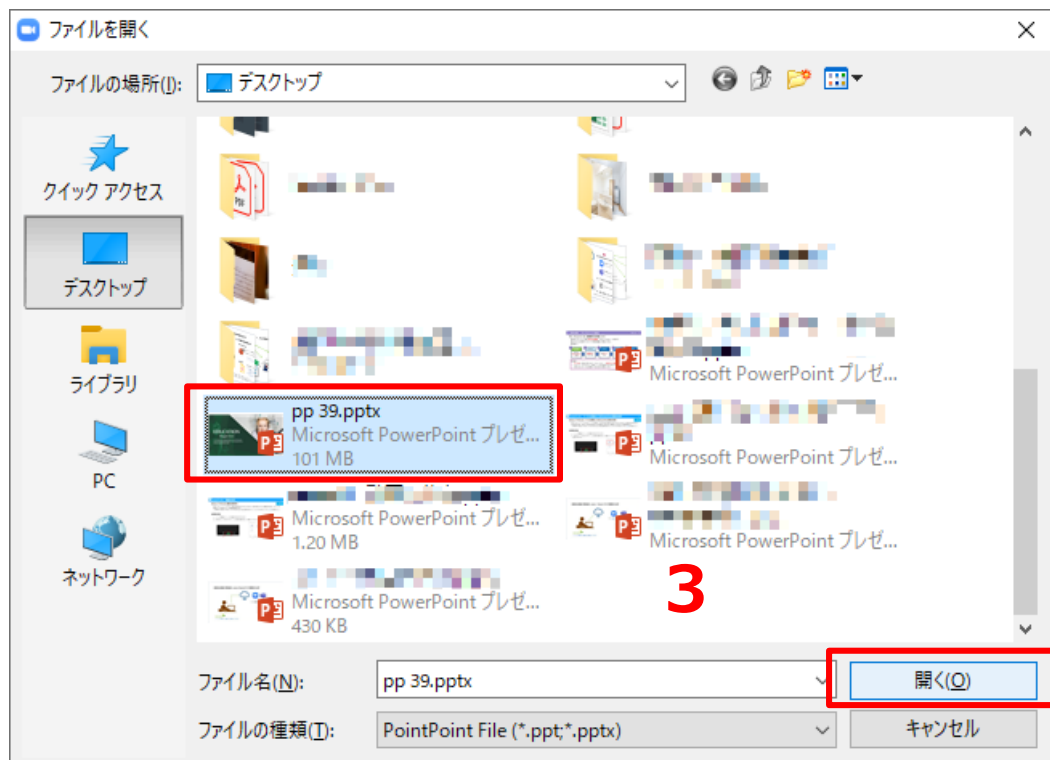 ファイルを開く
ファイルの場所(I):
デスクトップ
クイック アクセス
デスクトップ
ライブラリ
PC
ネットワーク
Microsoft PowerPoint プレゼ...
pp 39.pptx
Microsoft PowerPoint プレゼ...
101 MB
Microsoft PowerPoint プレゼ...
Microsoft PowerPoint プレゼ...
1.20 MB
Microsoft PowerPoint プレゼ...
Microsoft PowerPoint プレゼ...
430 KB
3
ファイル名(N):
pp 39.pptx
開く(O)
ファイルの種類(T):
PointPoint File (*.ppt;*.pptx)
キャンセル